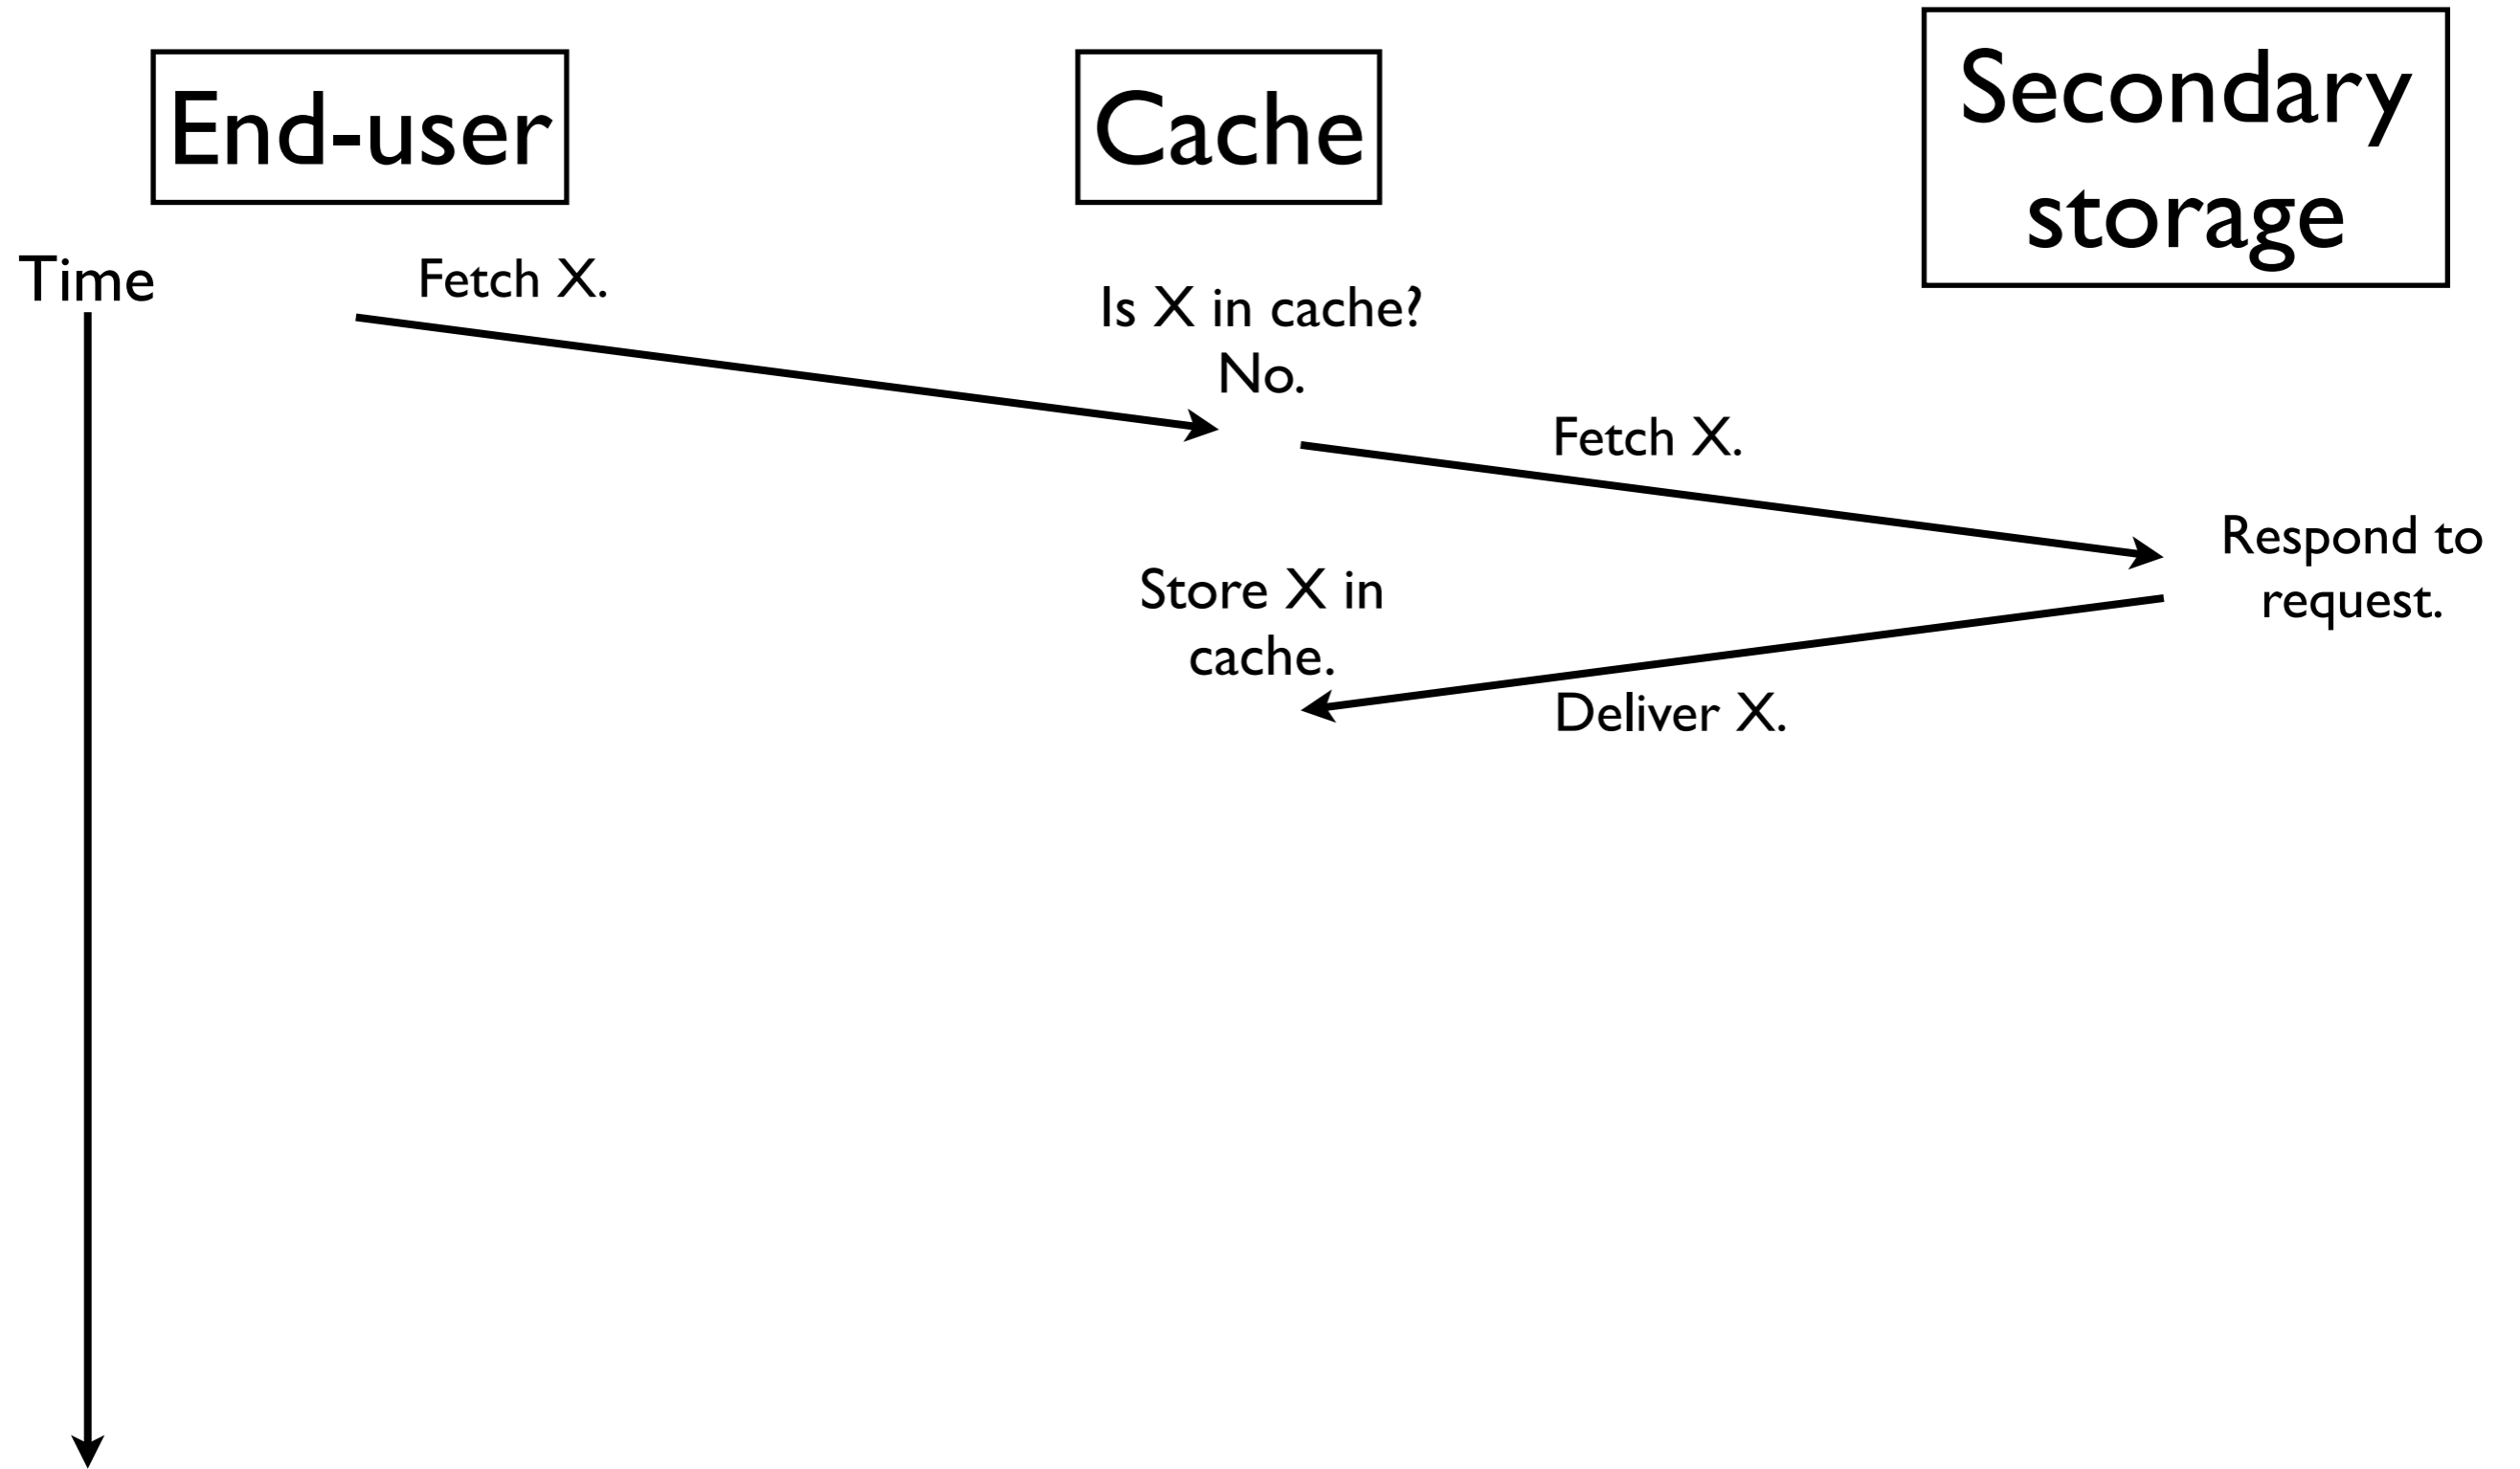 End-user
Cache
Secondary
storage
Time
Fetch X.
Is X in cache?
No.
Fetch X.
Respond to
request.
Store X in
cache.
Deliver X.